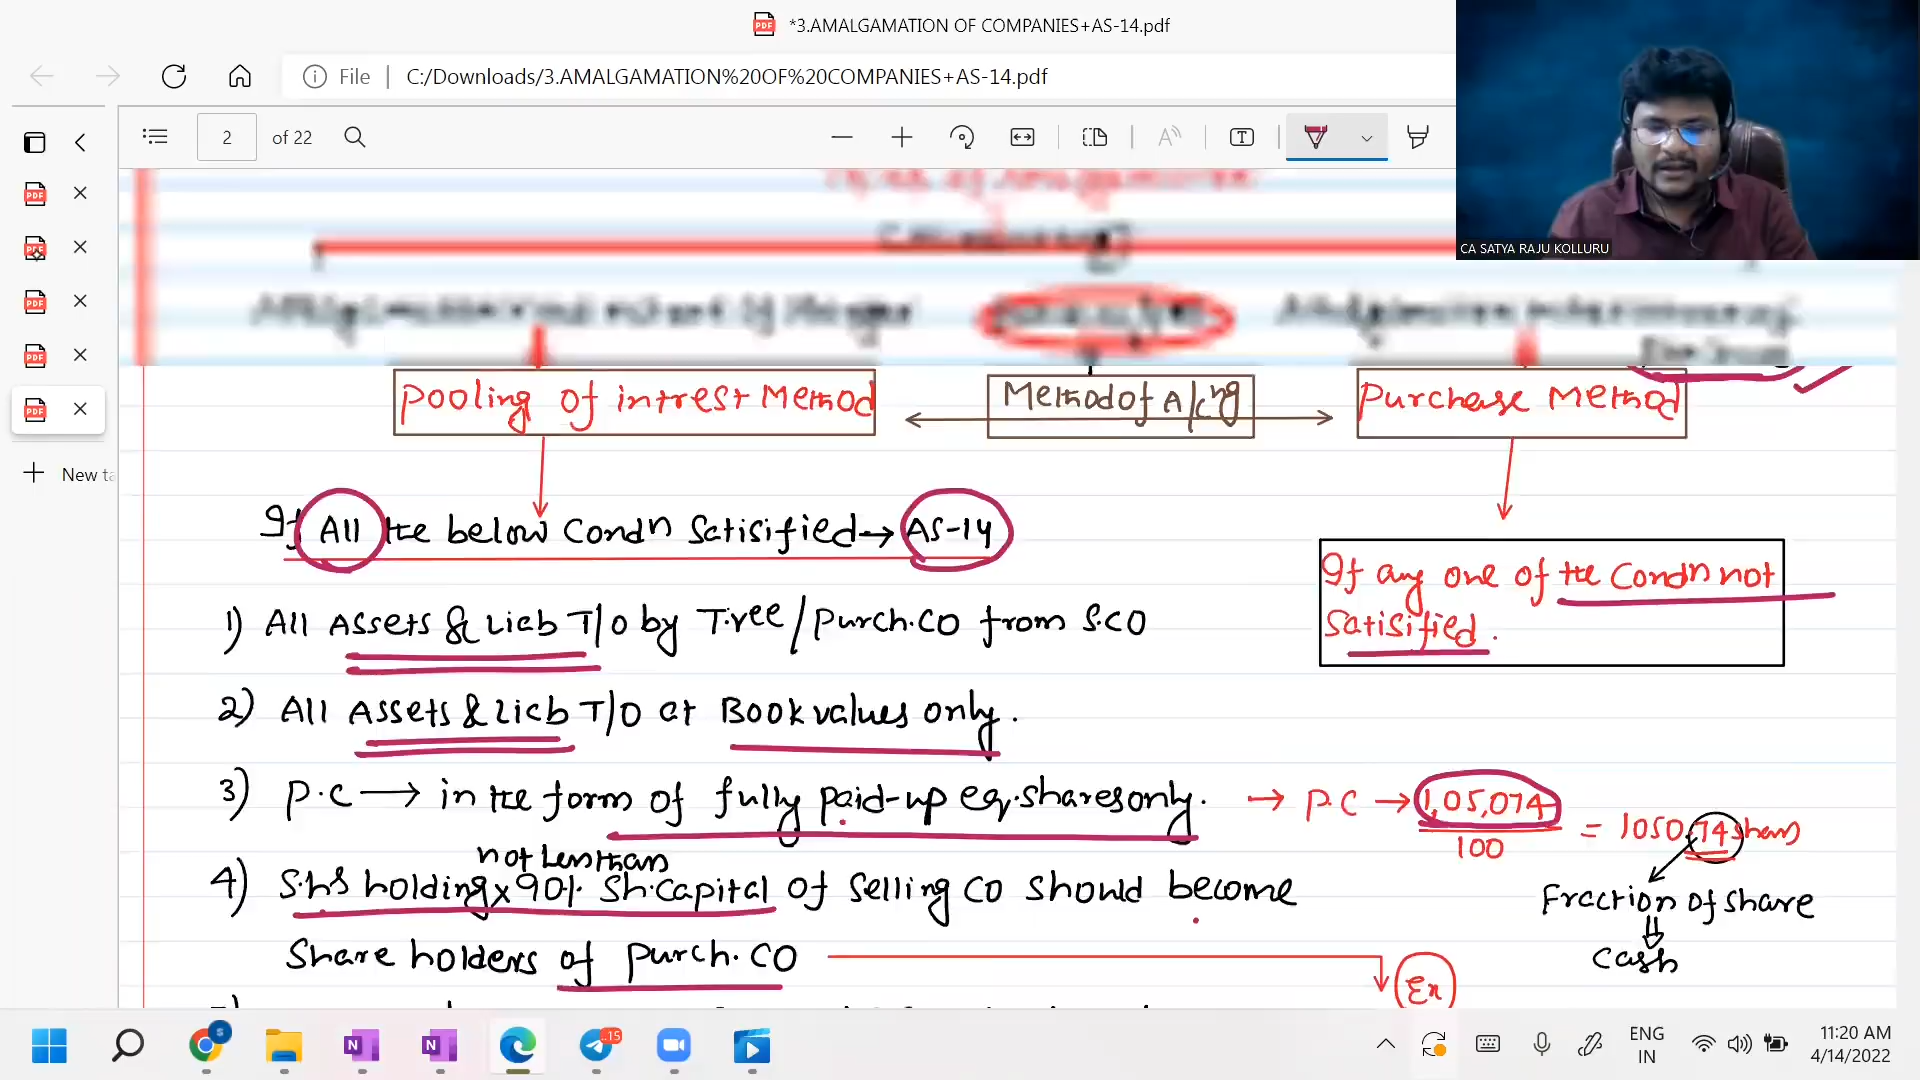 *3.AMALGAMATION OF COMPANIES+AS-14.pdf
File
C:/Downloads/3.AMALGAMATION%20OF%20COMPANIES+AS-14.pdf
2 of 22
CA SATYA RAJU KOLLURU
New ta
Pooling of intrest Method
Method of A/cng
Purchase Method
If All the below Condn Satisified → AS-14
If any one of the Condn not
Satisified.
1) All Assets & Liab T/o by T.ree/Purch.CO from S.CO
2) All Assets & Liab T/O at Book values only.
3) P.C → in the form of fully paid-up eq.shares only. → P.C → 1,05,074
100
= 1050.74 shares
not Less than
4) S.hs holding x 90% Sh.Capital of Selling CO should become
Share holders of Purch.CO
Fraction of share
Cash
Ex
15
ENG
IN
11:20 AM
4/14/2022